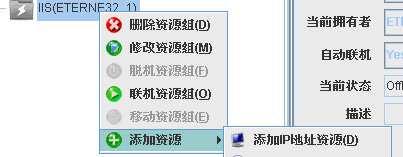 IIS(ETERNE32_1)
删除资源组(D)
修改资源组(M)
脱机资源组(F)
联机资源组(O)
移动资源组(E)
添加资源
添加IP地址资源(D)
当前拥有者
ETE
自动联机
当前状态
Offl
描述